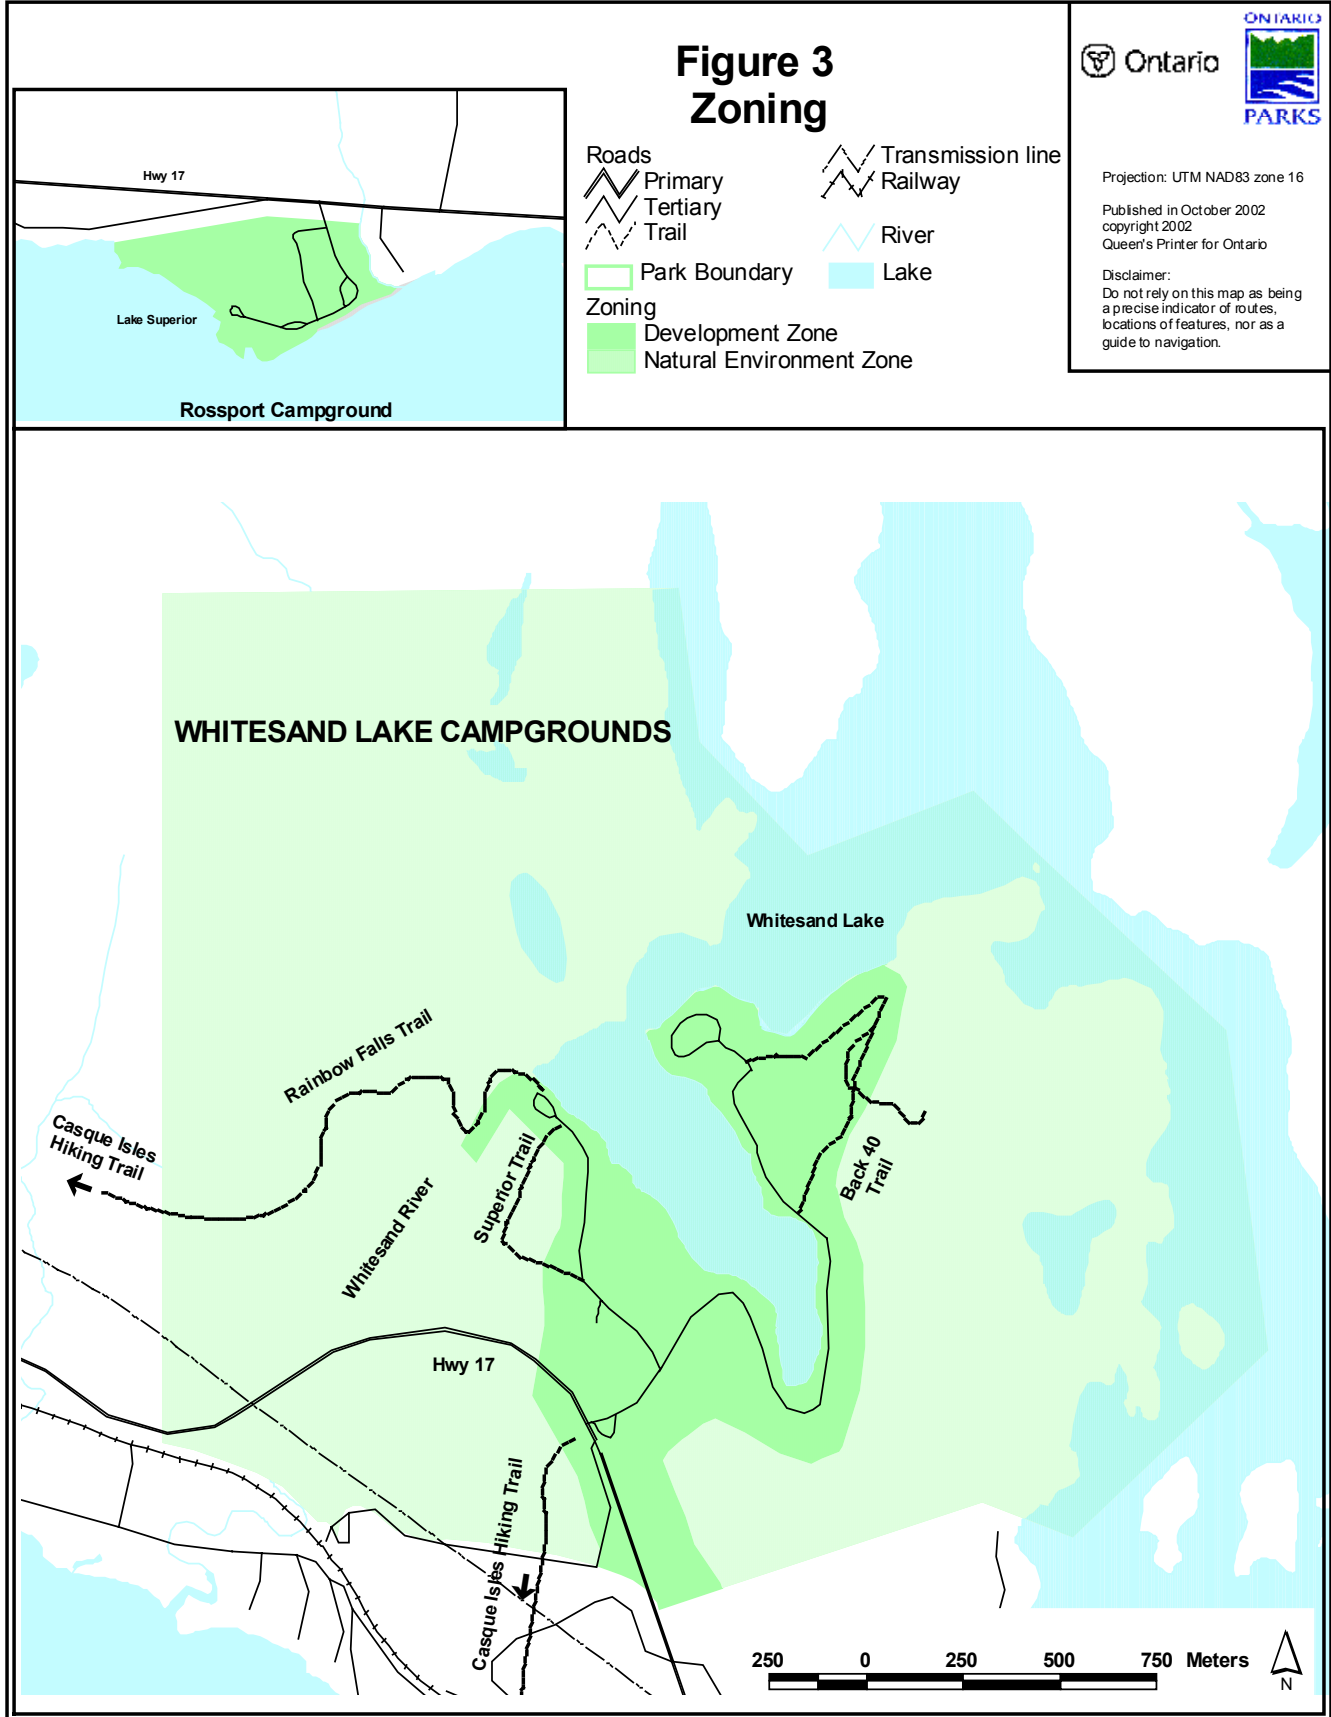 Figure 3
Zoning
Ontario
ONTARIO
PARKS
Roads
Primary
Tertiary
Trail
Park Boundary
Zoning
Development Zone
Natural Environment Zone
Transmission line
Railway
River
Lake
Projection: UTM NAD83 zone 16
Published in October 2002
copyright 2002
Queen's Printer for Ontario
Disclaimer:
Do not rely on this map as being
a precise indicator of routes,
locations of features, nor as a
guide to navigation.
Hwy 17
Lake Superior
Rossport Campground
WHITESAND LAKE CAMPGROUNDS
Whitesand Lake
Rainbow Falls Trail
Casque Isles
Hiking Trail
Superior Trail
Whitesand River
Back 40
Trail
Hwy 17
Casque Isles Hiking Trail
250 0 250 500 750 Meters
N